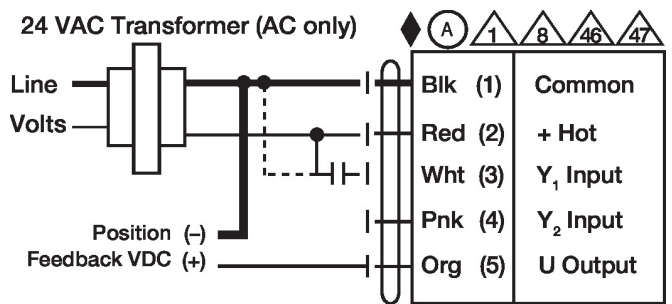 24 VAC Transformer (AC only)
A 1 8 46 47
Line
Volts
Blk (1) Common
Red (2) + Hot
Wht (3) Y₁ Input
Pnk (4) Y₂ Input
Position (–)
Feedback VDC (+)
Org (5) U Output